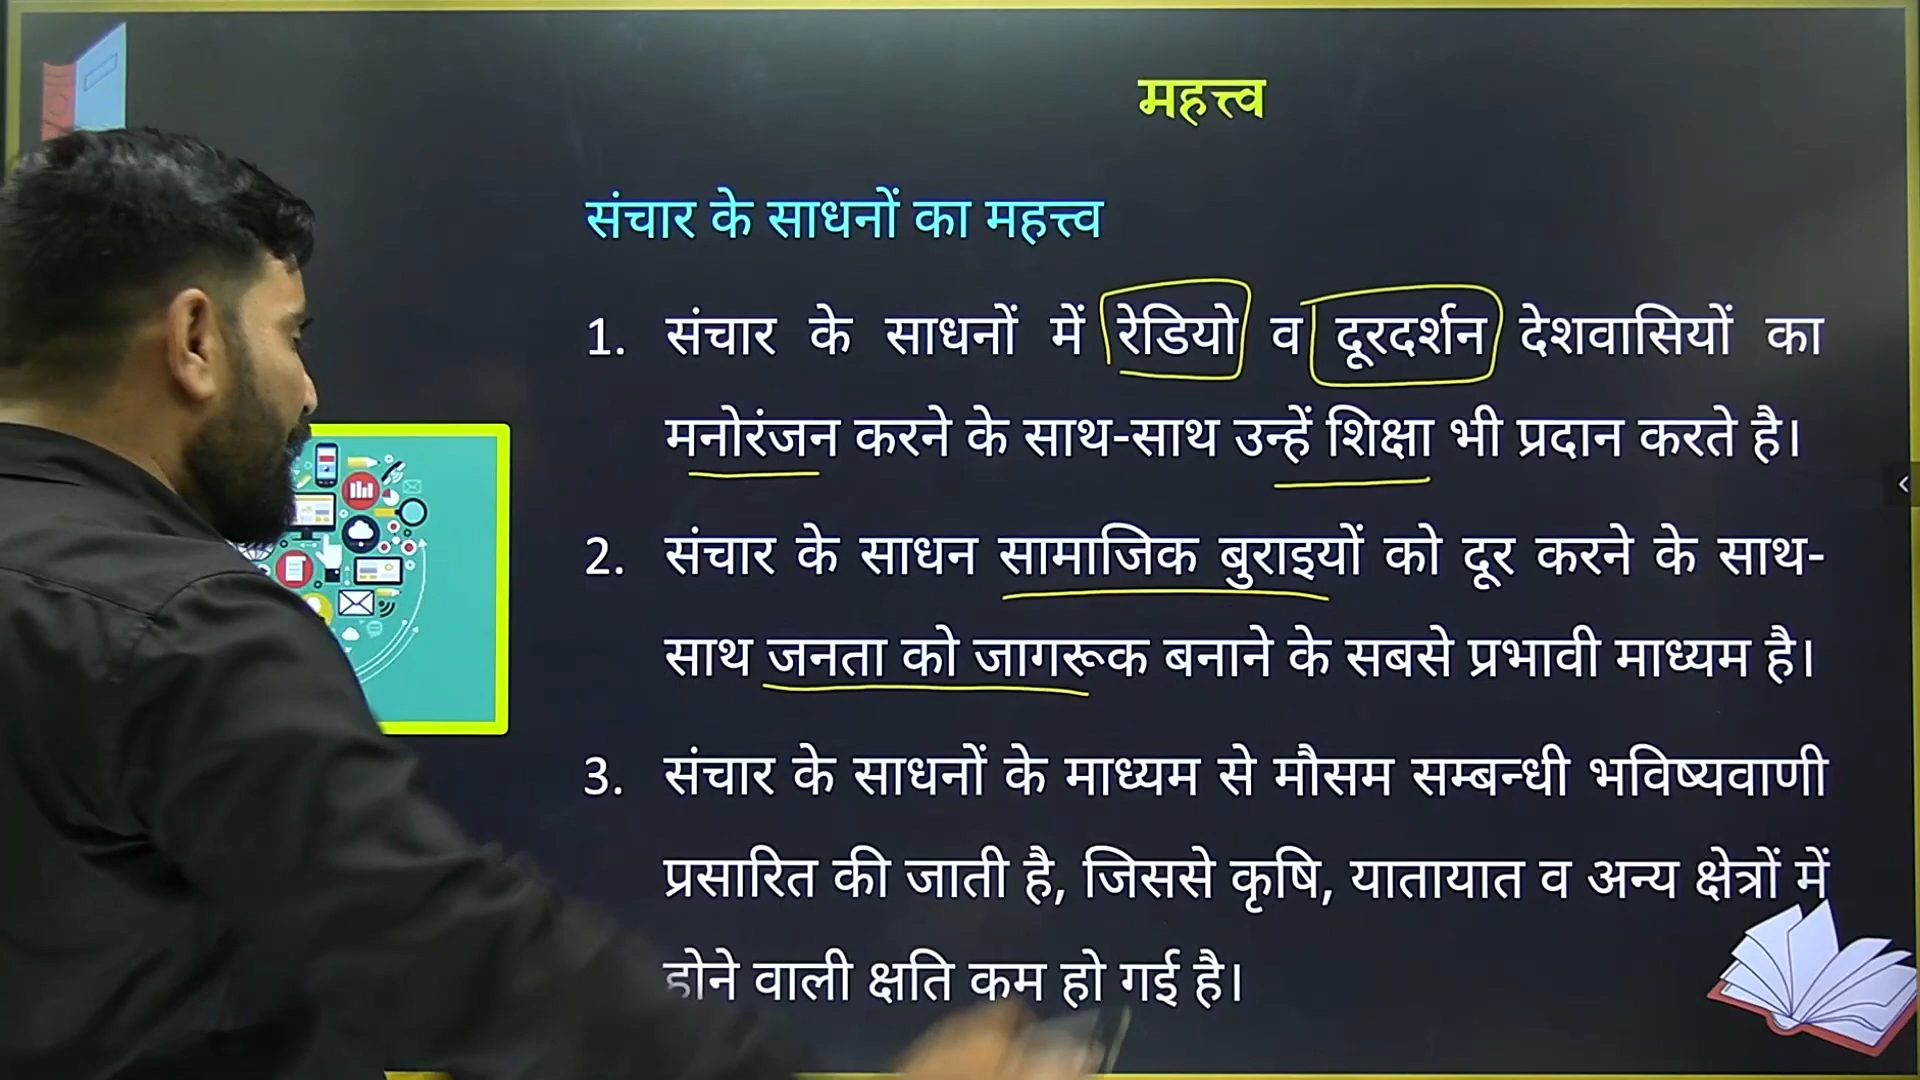 महत्त्व
संचार के साधनों का महत्त्व
1. संचार के साधनों में रेडियो व दूरदर्शन देशवासियों का
मनोरंजन करने के साथ-साथ उन्हें शिक्षा भी प्रदान करते है।
2. संचार के साधन सामाजिक बुराइयों को दूर करने के साथ-
साथ जनता को जागरूक बनाने के सबसे प्रभावी माध्यम है।
3. संचार के साधनों के माध्यम से मौसम सम्बन्धी भविष्यवाणी
प्रसारित की जाती है, जिससे कृषि, यातायात व अन्य क्षेत्रों में
होने वाली क्षति कम हो गई है।